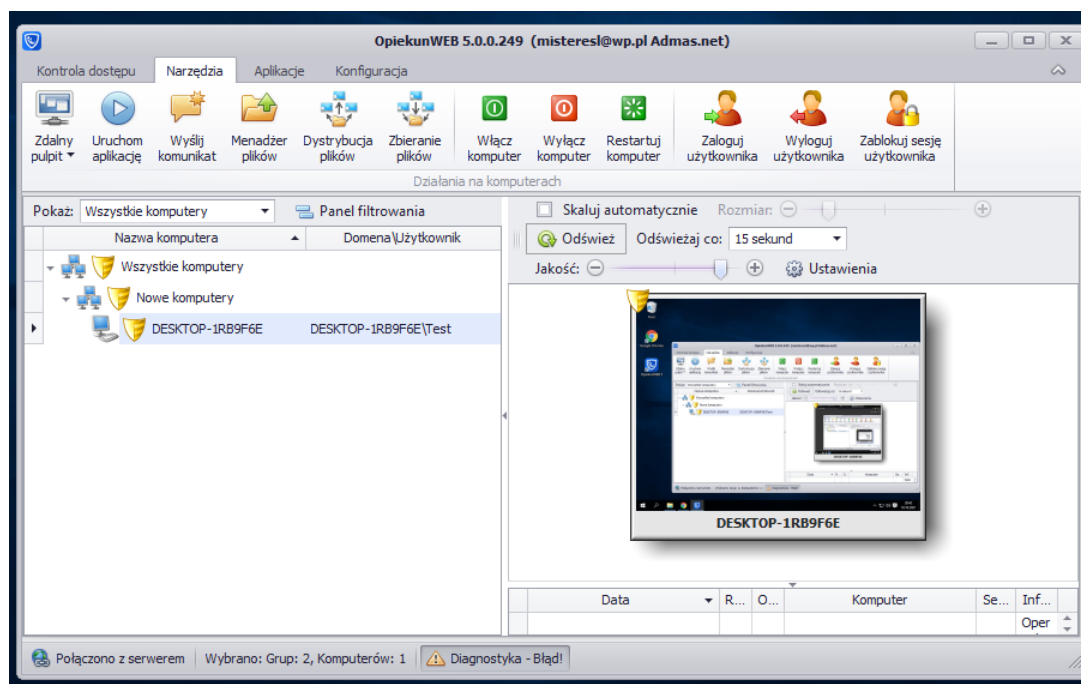 OpiekunWEB 5.0.0.249 (misteresl@wp.pl Admas.net)
Kontrola dostępu Narzędzia Aplikacje Konfiguracja
Zdalny pulpit
Uruchom aplikację
Wyślij komunikat
Menadżer plików
Dystrybucja plików
Zbieranie plików
Włącz komputer
Wyłącz komputer
Restartuj komputer
Zaloguj użytkownika
Wyloguj użytkownika
Zablokuj sesję użytkownika
Działania na komputerach
Pokaż: Wszystkie komputery Panel filtrowania
Nazwa komputera Domena\Użytkownik
Wszystkie komputery
Nowe komputery
DESKTOP-1RB9F6E DESKTOP-1RB9F6E\Test
Skaluj automatycznie Rozmiar:
Odśwież Odświeżaj co: 15 sekund
Jakość: Ustawienia
DESKTOP-1RB9F6E
Data R... O... Komputer Se... Inf...
Oper
Połączono z serwerem Wybrano: Grup: 2, Komputerów: 1 Diagnostyka - Błąd!